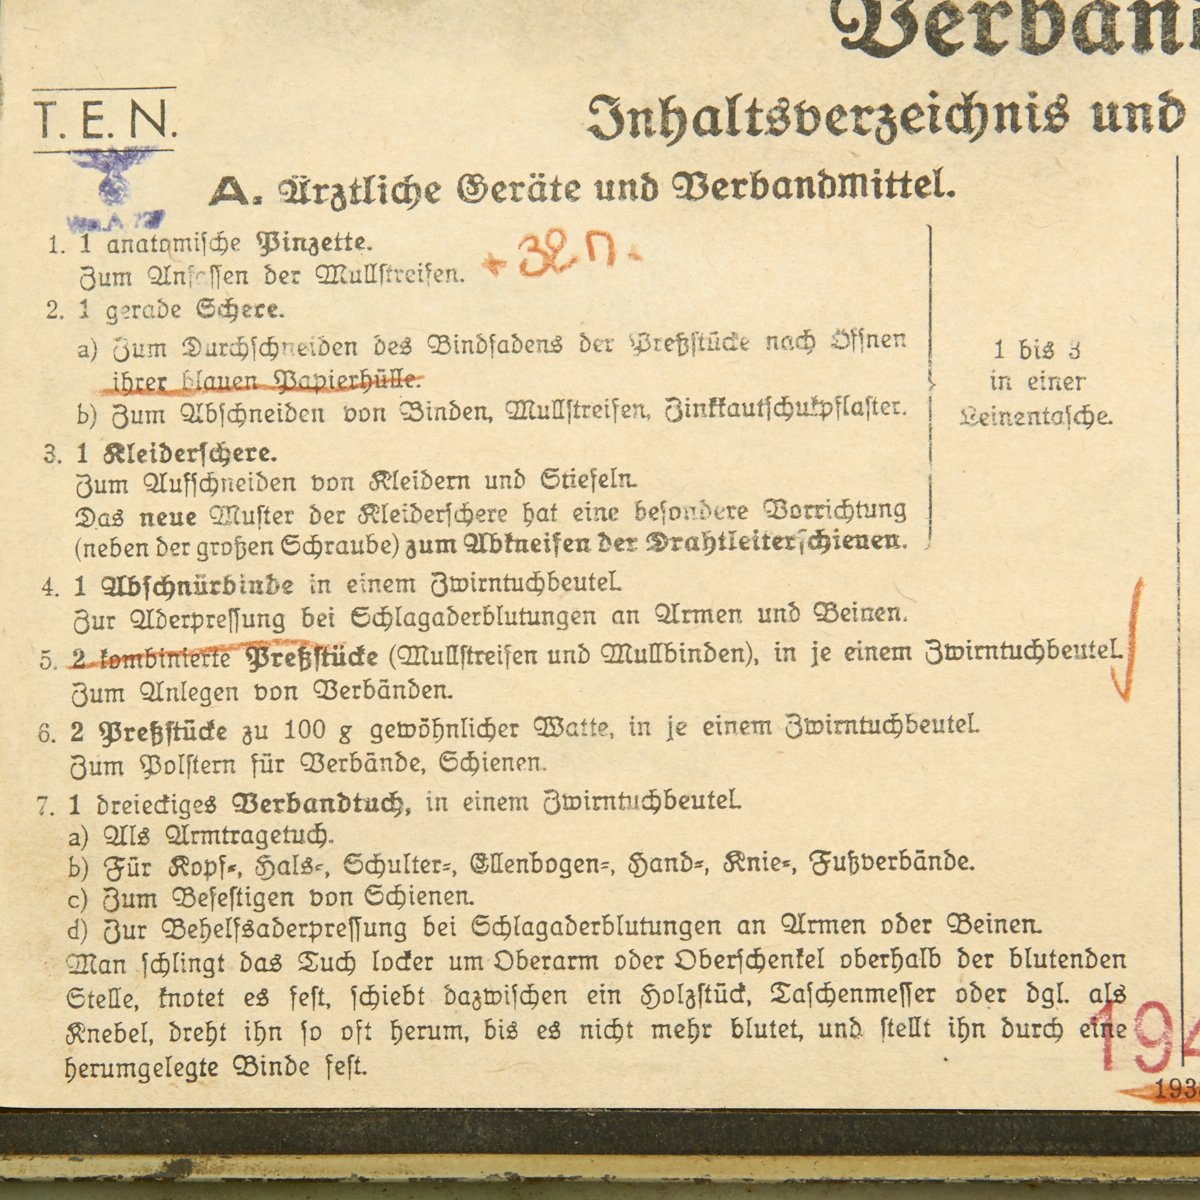 Verban
T. E. N.
Inhaltsverzeichnis und
A. Ärztliche Geräte und Verbandmittel.
1. 1 anatomische Pinzette.
Zum Anfassen der Mullstreifen.
2. 1 gerade Schere.
a) Zum Durchschneiden des Bindfadens der Preßstücke nach Öffnen
ihrer blauen Papierhülle.
b) Zum Abschneiden von Binden, Mullstreifen, Zinkkautschukpflaster.
3. 1 Kleiderschere.
Zum Aufschneiden von Kleidern und Stiefeln.
Das neue Muster der Kleiderschere hat eine besondere Vorrichtung
(neben der großen Schraube) zum Abkneifen der Drahtleiterschienen.
1 bis 3
in einer
Leinentasche.
4. 1 Abschnürbinde in einem Zwirntuchbeutel.
Zur Aderpressung bei Schlagaderblutungen an Armen und Beinen.
5. 2 kombinierte Preßstücke (Mullstreifen und Mullbinden), in je einem Zwirntuchbeutel.
Zum Anlegen von Verbänden.
6. 2 Preßstücke zu 100 g gewöhnlicher Watte, in je einem Zwirntuchbeutel.
Zum Polstern für Verbände, Schienen.
7. 1 dreieckiges Verbandtuch, in einem Zwirntuchbeutel.
a) Als Armtragetuch.
b) Für Kopf-, Hals-, Schulter-, Ellenbogen-, Hand-, Knie-, Fußverbände.
c) Zum Befestigen von Schienen.
d) Zur Behelfsaderpressung bei Schlagaderblutungen an Armen oder Beinen.
Man schlingt das Tuch locker um Oberarm oder Oberschenkel oberhalb der blutenden
Stelle, knotet es fest, schiebt dazwischen ein Holzstück, Taschenmesser oder dgl. als
Knebel, dreht ihn so oft herum, bis es nicht mehr blutet, und stellt ihn durch eine
herumgelegte Binde fest.
194
193